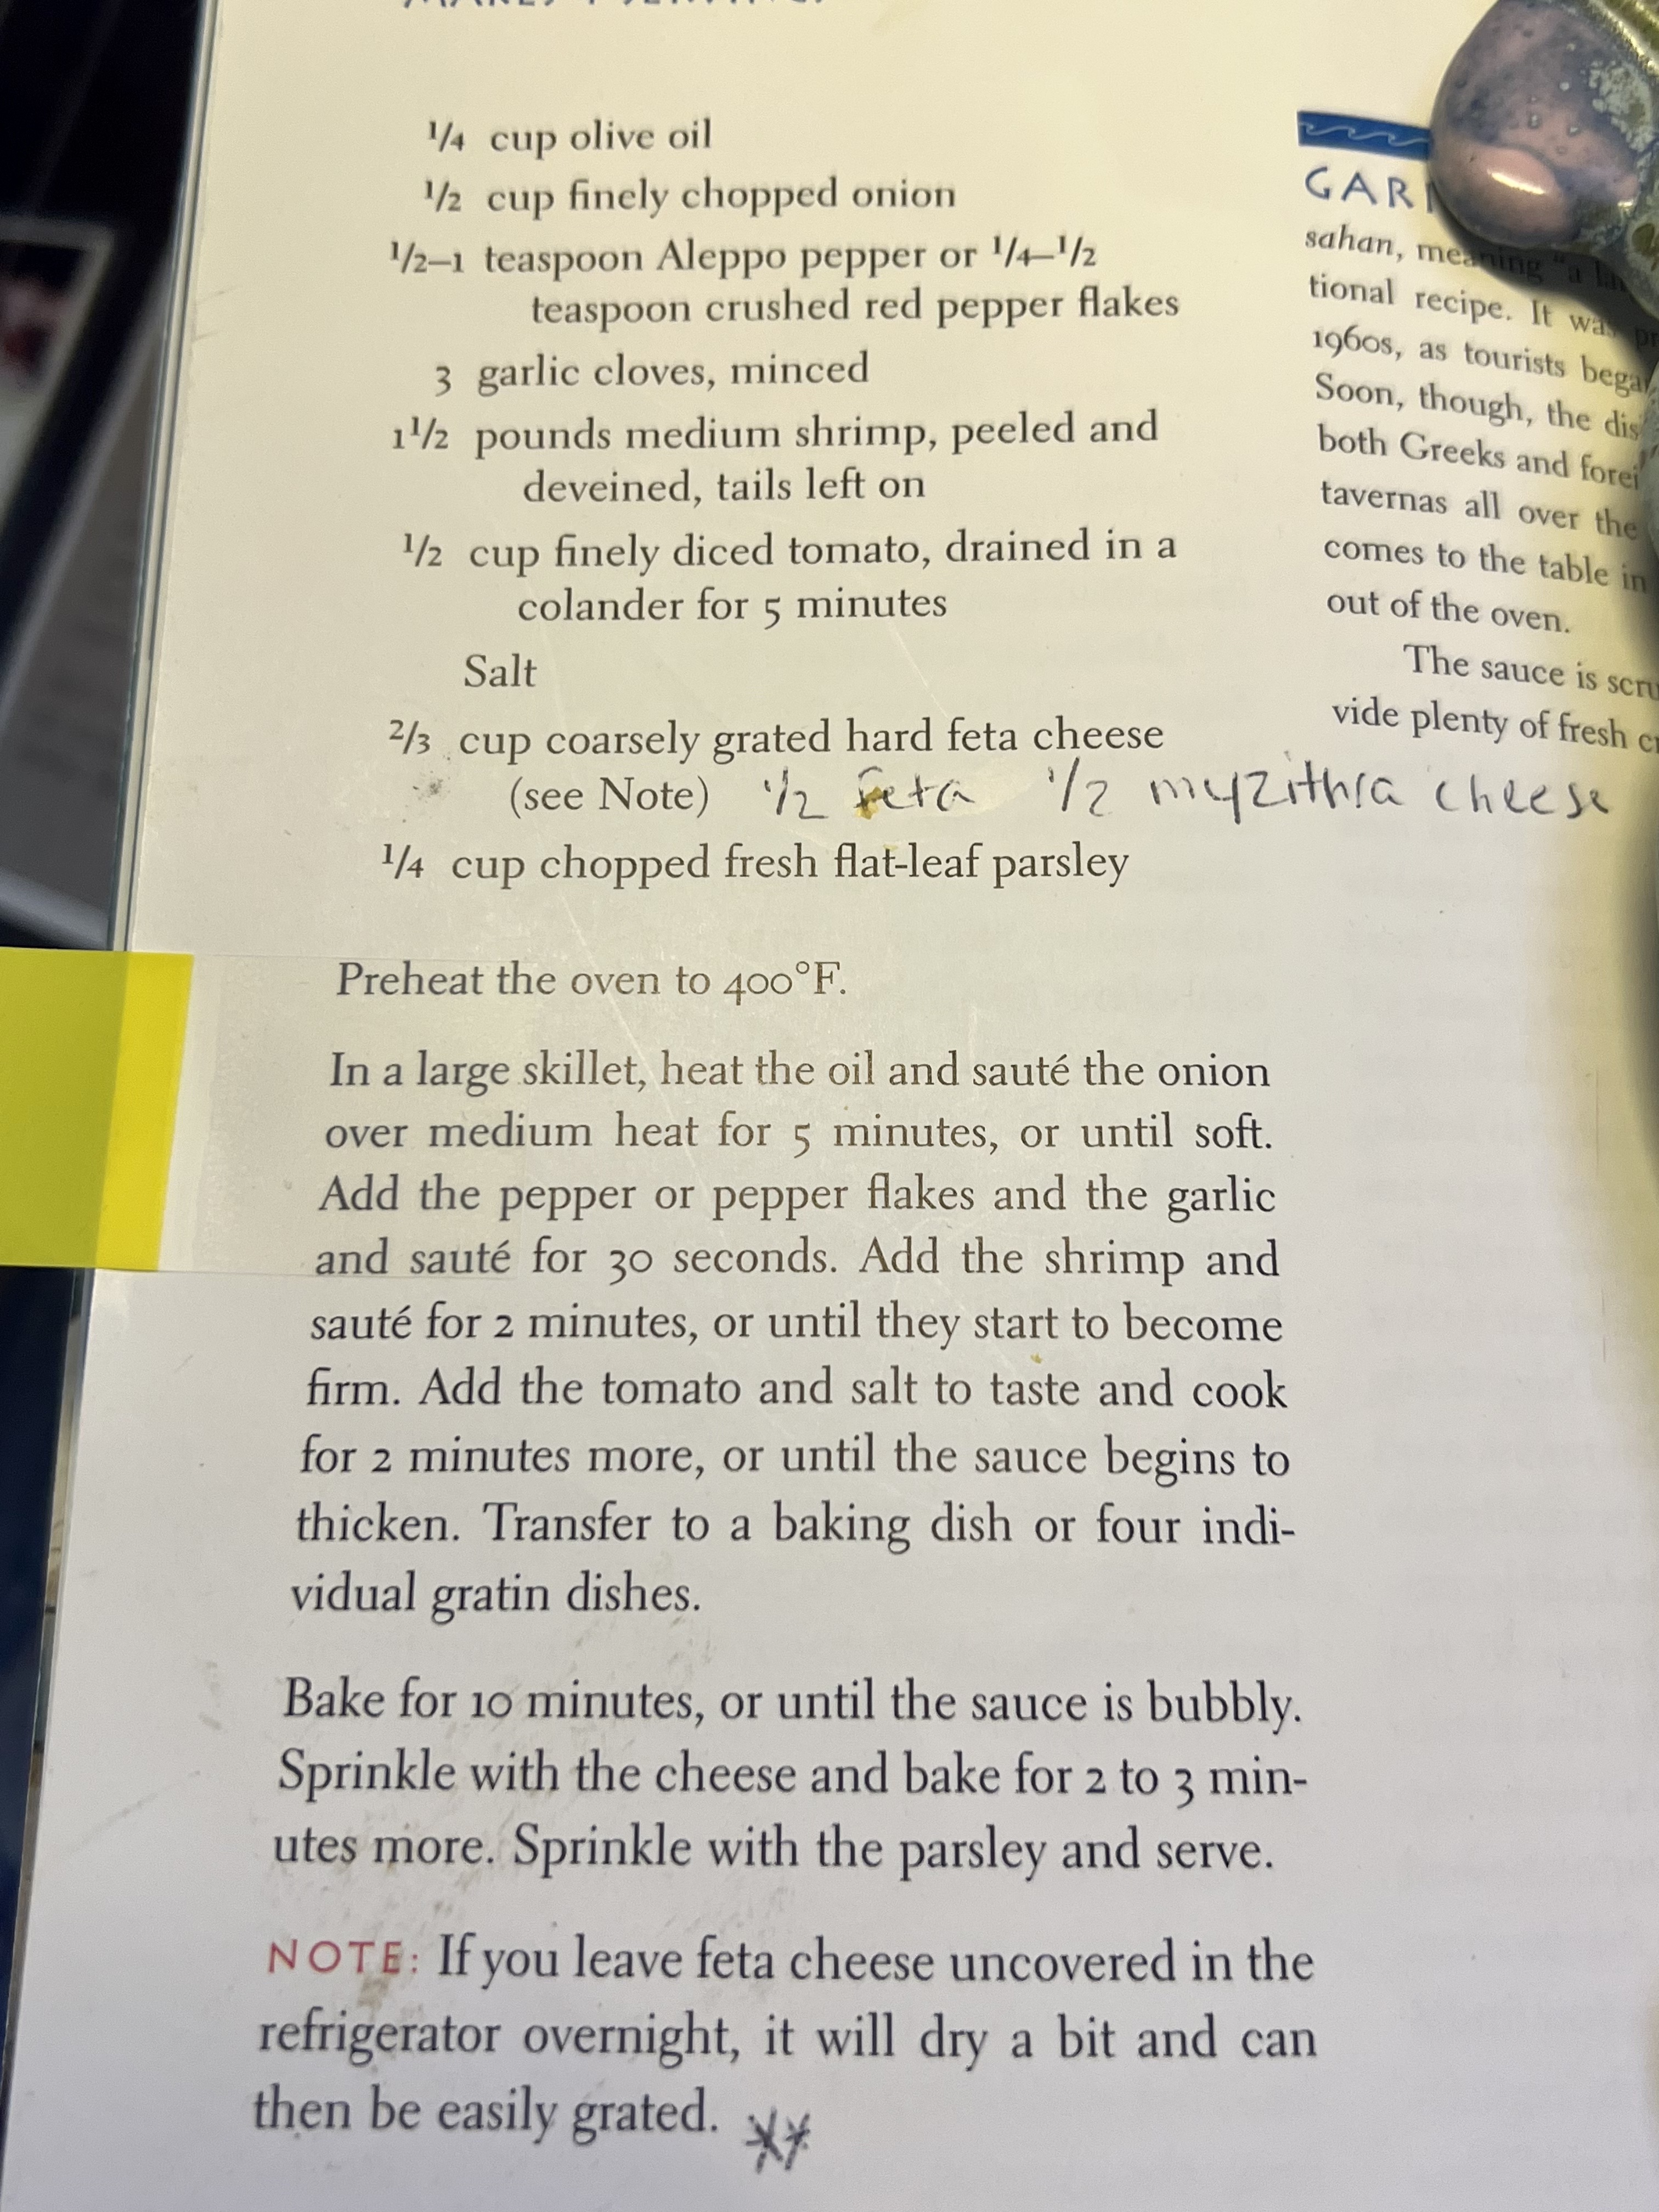 ¼ cup olive oil
½ cup finely chopped onion
½–1 teaspoon Aleppo pepper or ¼–½
teaspoon crushed red pepper flakes
3 garlic cloves, minced
1½ pounds medium shrimp, peeled and
deveined, tails left on
½ cup finely diced tomato, drained in a
colander for 5 minutes
Salt
⅔ cup coarsely grated hard feta cheese
(see Note) ½ feta ½ myzithra cheese
¼ cup chopped fresh flat-leaf parsley
Preheat the oven to 400°F.
In a large skillet, heat the oil and sauté the onion
over medium heat for 5 minutes, or until soft.
Add the pepper or pepper flakes and the garlic
and sauté for 30 seconds. Add the shrimp and
sauté for 2 minutes, or until they start to become
firm. Add the tomato and salt to taste and cook
for 2 minutes more, or until the sauce begins to
thicken. Transfer to a baking dish or four indi-
vidual gratin dishes.
Bake for 10 minutes, or until the sauce is bubbly.
Sprinkle with the cheese and bake for 2 to 3 min-
utes more. Sprinkle with the parsley and serve.
NOTE: If you leave feta cheese uncovered in the
refrigerator overnight, it will dry a bit and can
then be easily grated.
sahan, meaning "a
tional recipe. It was
1960s, as tourists
Soon, though, the
both Greeks and
tavernas all over the
comes to the table in
out of the oven.
The sauce is
vide plenty of fresh